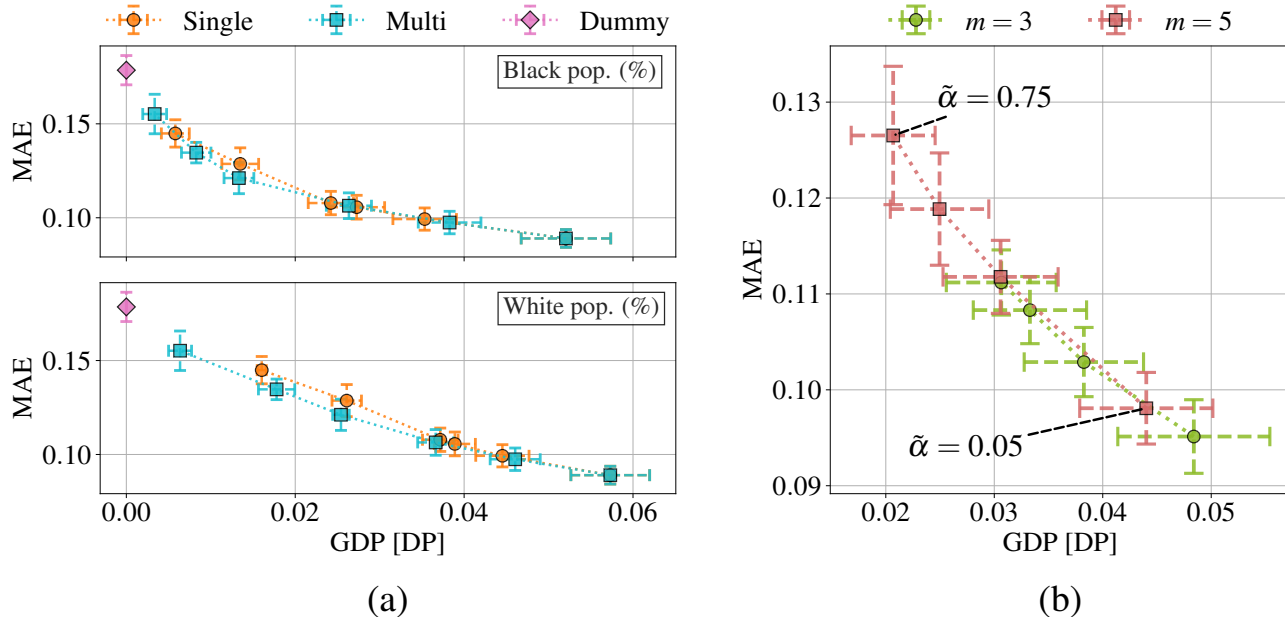 Single Multi Dummy
MAE
0.15
0.10
Black pop. (%)
MAE
0.15
0.10
White pop. (%)
0.00 0.02 0.04 0.06
GDP [DP]
(a)
m = 3 m = 5
MAE
0.13
0.12
0.11
0.10
0.09
α̃ = 0.75
α̃ = 0.05
0.02 0.03 0.04 0.05
GDP [DP]
(b)